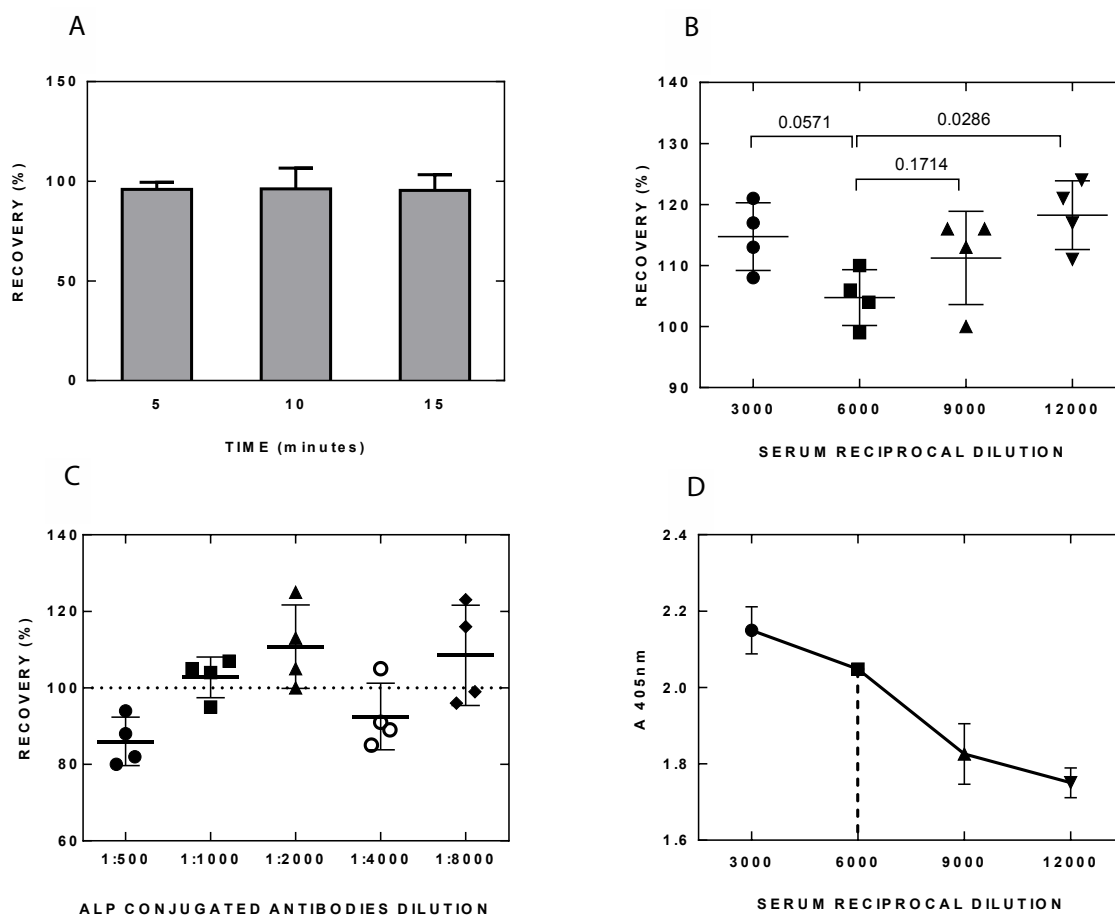 A
RECOVERY (%)
150
100
50
0
5 10 15
TIME (minutes)
B
RECOVERY (%)
140
130
120
110
100
90
0.0571
0.0286
0.1714
3000 6000 9000 12000
SERUM RECIPROCAL DILUTION
C
RECOVERY (%)
140
120
100
80
60
1:500 1:1000 1:2000 1:4000 1:8000
ALP CONJUGATED ANTIBODIES DILUTION
D
A 405nm
2.4
2.2
2.0
1.8
1.6
3000 6000 9000 12000
SERUM RECIPROCAL DILUTION